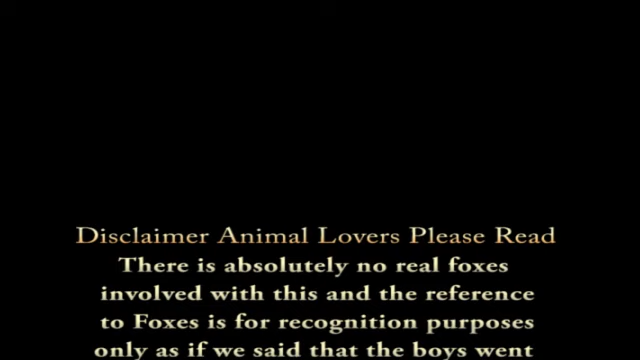 Disclaimer Animal Lovers Please Read
There is absolutely no real foxes
involved with this and the reference
to Foxes is for recognition purposes
only as if we said that the boys went